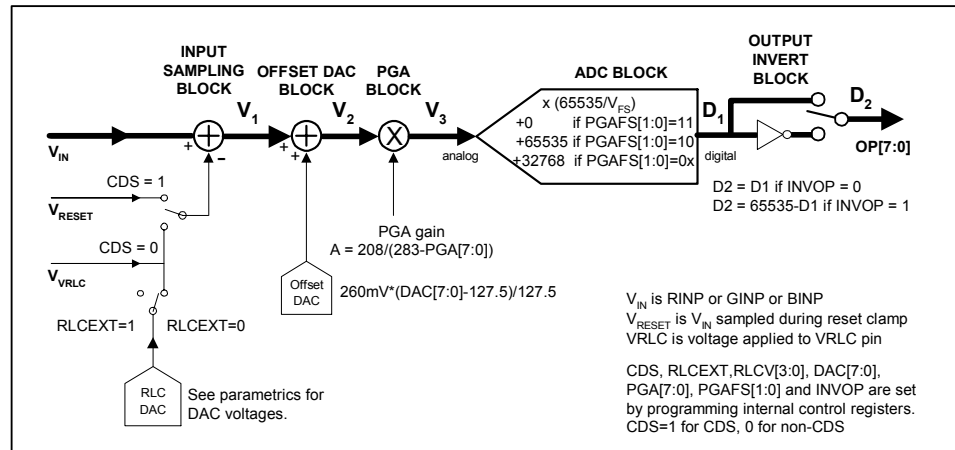 INPUT
SAMPLING
BLOCK
OFFSET DAC
BLOCK
PGA
BLOCK
ADC BLOCK
OUTPUT
INVERT
BLOCK
x (65535/VFS)
+0 if PGAFS[1:0]=11
+65535 if PGAFS[1:0]=10
+32768 if PGAFS[1:0]=0x
V1
V2
V3
D1
D2
VIN
+
+
–
+
+
X
analog
digital
OP[7:0]
CDS = 1
VRESET
CDS = 0
VVRLC
RLCEXT=1
RLCEXT=0
RLC
DAC
See parametrics for
DAC voltages.
Offset
DAC
260mV*(DAC[7:0]-127.5)/127.5
PGA gain
A = 208/(283-PGA[7:0])
D2 = D1 if INVOP = 0
D2 = 65535-D1 if INVOP = 1
VIN is RINP or GINP or BINP
VRESET is VIN sampled during reset clamp
VRLC is voltage applied to VRLC pin
CDS, RLCEXT,RLCV[3:0], DAC[7:0],
PGA[7:0], PGAFS[1:0] and INVOP are set
by programming internal control registers.
CDS=1 for CDS, 0 for non-CDS